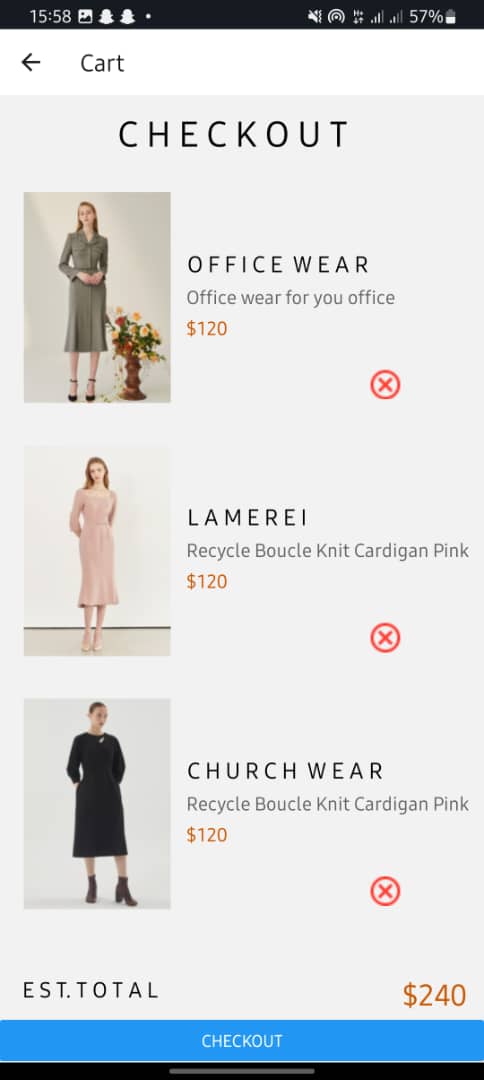 15:58
57%
Cart
CHECKOUT
OFFICE WEAR
Office wear for you office
$120
LAMEREI
Recycle Boucle Knit Cardigan Pink
$120
CHURCH WEAR
Recycle Boucle Knit Cardigan Pink
$120
EST. TOTAL
$240
CHECKOUT